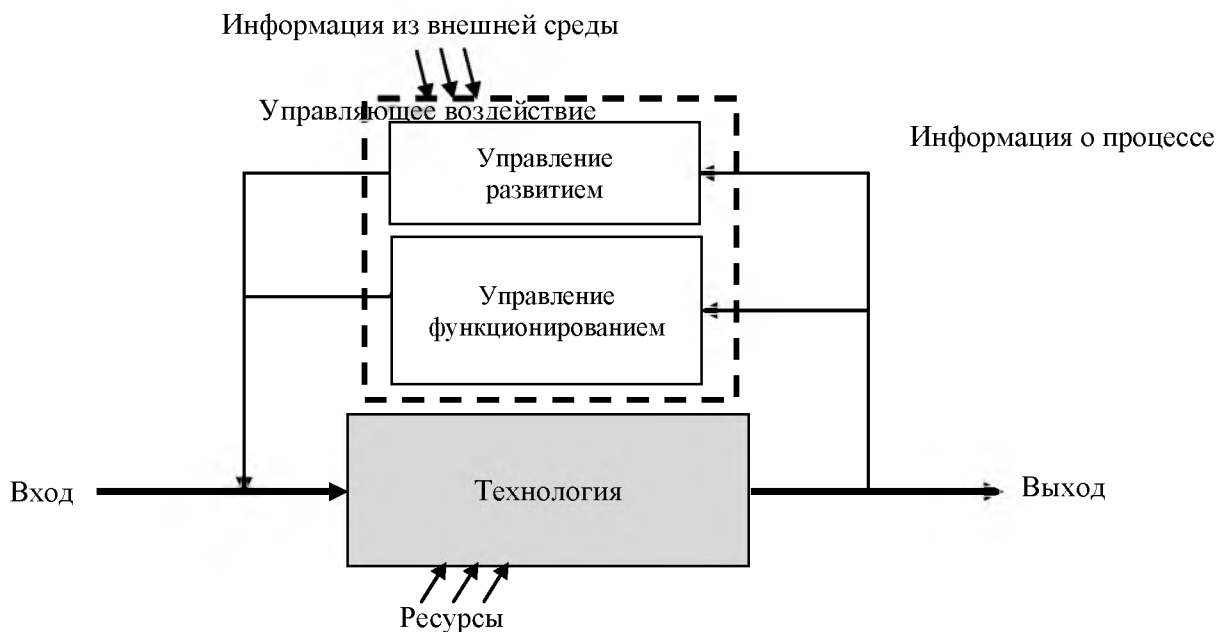 Информация из внешней среды
Управляющее воздействие
Информация о процессе
Управление
развитием
Управление
функционированием
Вход
Технология
Выход
Ресурсы